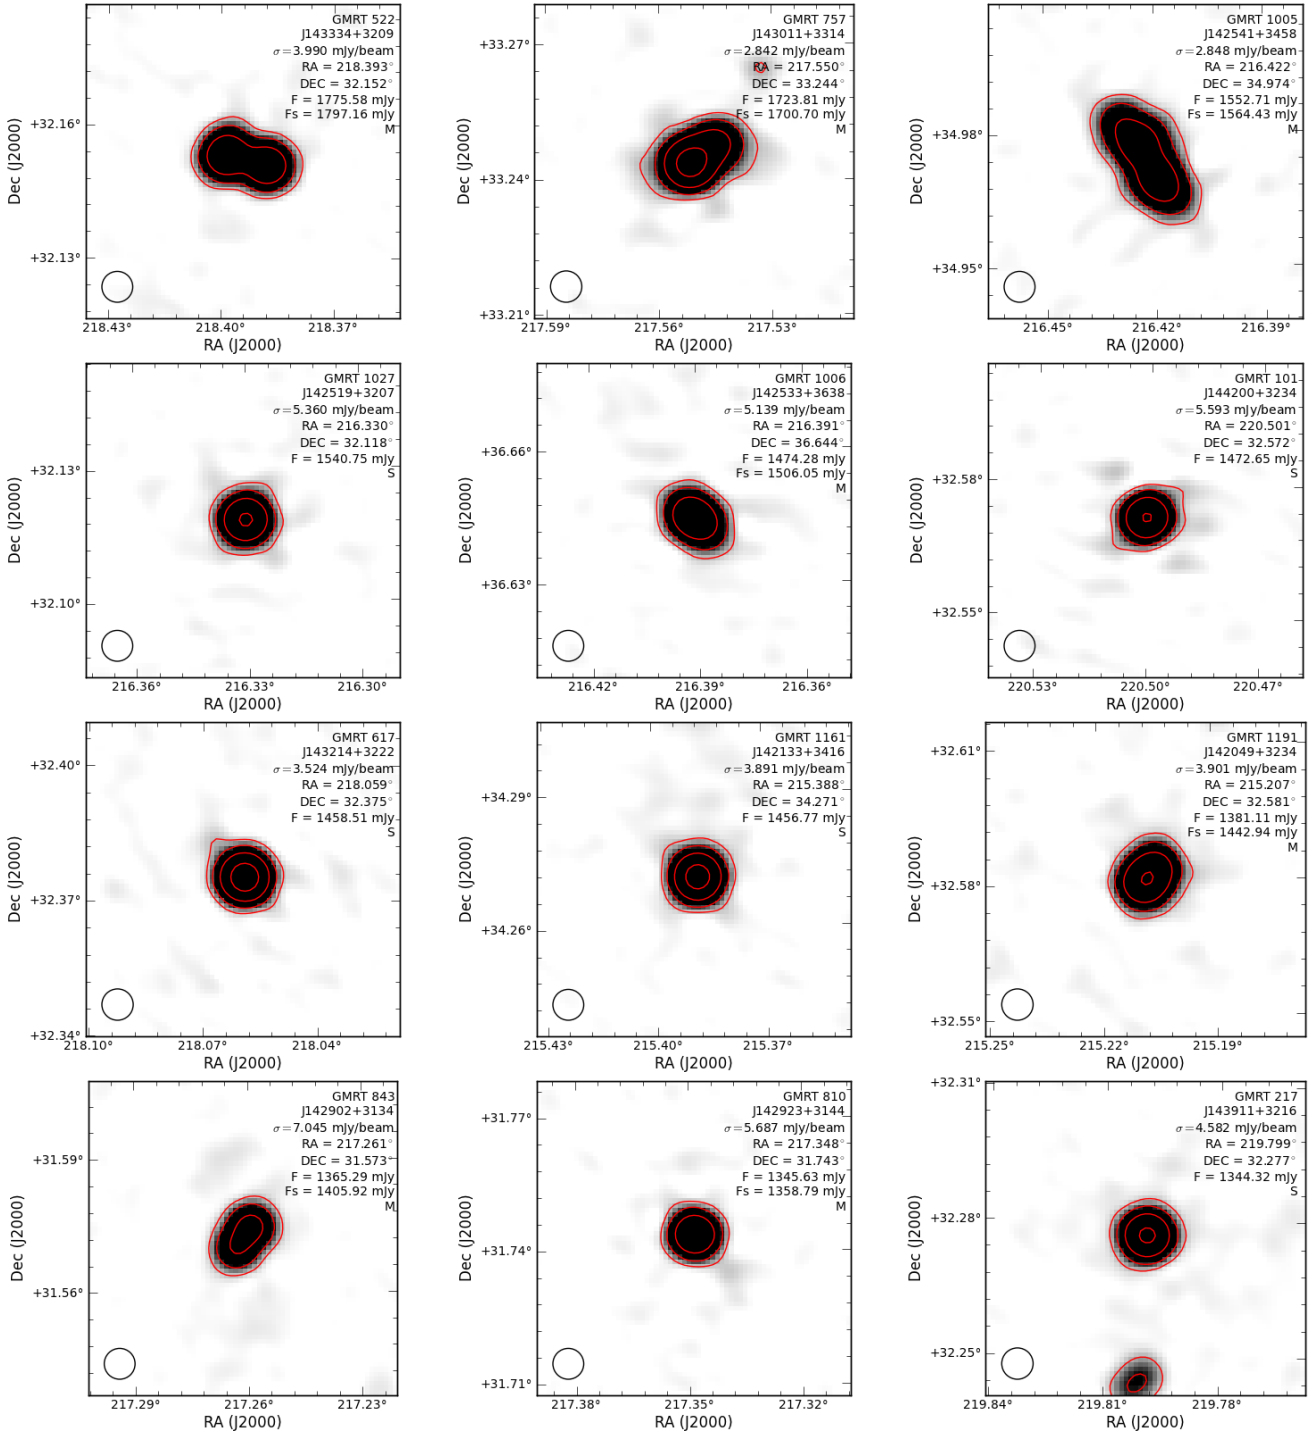 GMRT 522
J143334+3209
σ=3.990 mJy/beam
RA = 218.393°
DEC = 32.152°
F = 1775.58 mJy
Fs = 1797.16 mJy
M
+32.16°
+32.13°
Dec (J2000)
218.43° 218.40° 218.37°
RA (J2000)
GMRT 757
J143011+3314
σ=2.842 mJy/beam
RA = 217.550°
DEC = 33.244°
F = 1723.81 mJy
Fs = 1700.70 mJy
M
+33.27°
+33.24°
+33.21°
Dec (J2000)
217.59° 217.56° 217.53°
RA (J2000)
GMRT 1005
J142541+3458
σ=2.848 mJy/beam
RA = 216.422°
DEC = 34.974°
F = 1552.71 mJy
Fs = 1564.43 mJy
M
+34.98°
+34.95°
Dec (J2000)
216.45° 216.42° 216.39°
RA (J2000)
GMRT 1027
J142519+3207
σ=5.360 mJy/beam
RA = 216.330°
DEC = 32.118°
F = 1540.75 mJy
S
+32.13°
+32.10°
Dec (J2000)
216.36° 216.33° 216.30°
RA (J2000)
GMRT 1006
J142533+3638
σ=5.139 mJy/beam
RA = 216.391°
DEC = 36.644°
F = 1474.28 mJy
Fs = 1506.05 mJy
M
+36.66°
+36.63°
Dec (J2000)
216.42° 216.39° 216.36°
RA (J2000)
GMRT 101
J144200+3234
σ=5.593 mJy/beam
RA = 220.501°
DEC = 32.572°
F = 1472.65 mJy
S
+32.58°
+32.55°
Dec (J2000)
220.53° 220.50° 220.47°
RA (J2000)
GMRT 617
J143214+3222
σ=3.524 mJy/beam
RA = 218.059°
DEC = 32.375°
F = 1458.51 mJy
S
+32.40°
+32.37°
+32.34°
Dec (J2000)
218.10° 218.07° 218.04°
RA (J2000)
GMRT 1161
J142133+3416
σ=3.891 mJy/beam
RA = 215.388°
DEC = 34.271°
F = 1456.77 mJy
S
+34.29°
+34.26°
Dec (J2000)
215.43° 215.40° 215.37°
RA (J2000)
GMRT 1191
J142049+3234
σ=3.901 mJy/beam
RA = 215.207°
DEC = 32.581°
F = 1381.11 mJy
Fs = 1442.94 mJy
M
+32.61°
+32.58°
+32.55°
Dec (J2000)
215.25° 215.22° 215.19°
RA (J2000)
GMRT 843
J142902+3134
σ=7.045 mJy/beam
RA = 217.261°
DEC = 31.573°
F = 1365.29 mJy
Fs = 1405.92 mJy
M
+31.59°
+31.56°
Dec (J2000)
217.29° 217.26° 217.23°
RA (J2000)
GMRT 810
J142923+3144
σ=5.687 mJy/beam
RA = 217.348°
DEC = 31.743°
F = 1345.63 mJy
Fs = 1358.79 mJy
M
+31.77°
+31.74°
+31.71°
Dec (J2000)
217.38° 217.35° 217.32°
RA (J2000)
GMRT 217
J143911+3216
σ=4.582 mJy/beam
RA = 219.799°
DEC = 32.277°
F = 1344.32 mJy
S
+32.31°
+32.28°
+32.25°
Dec (J2000)
219.84° 219.81° 219.78°
RA (J2000)